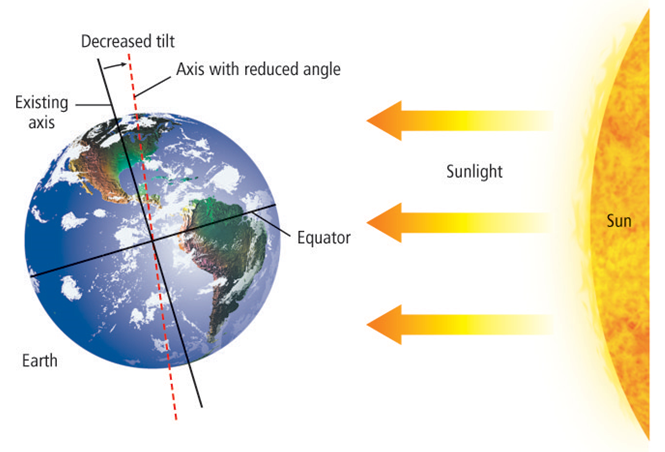 Decreased tilt
Axis with reduced angle
Existing
axis
Sunlight
Sun
Equator
Earth